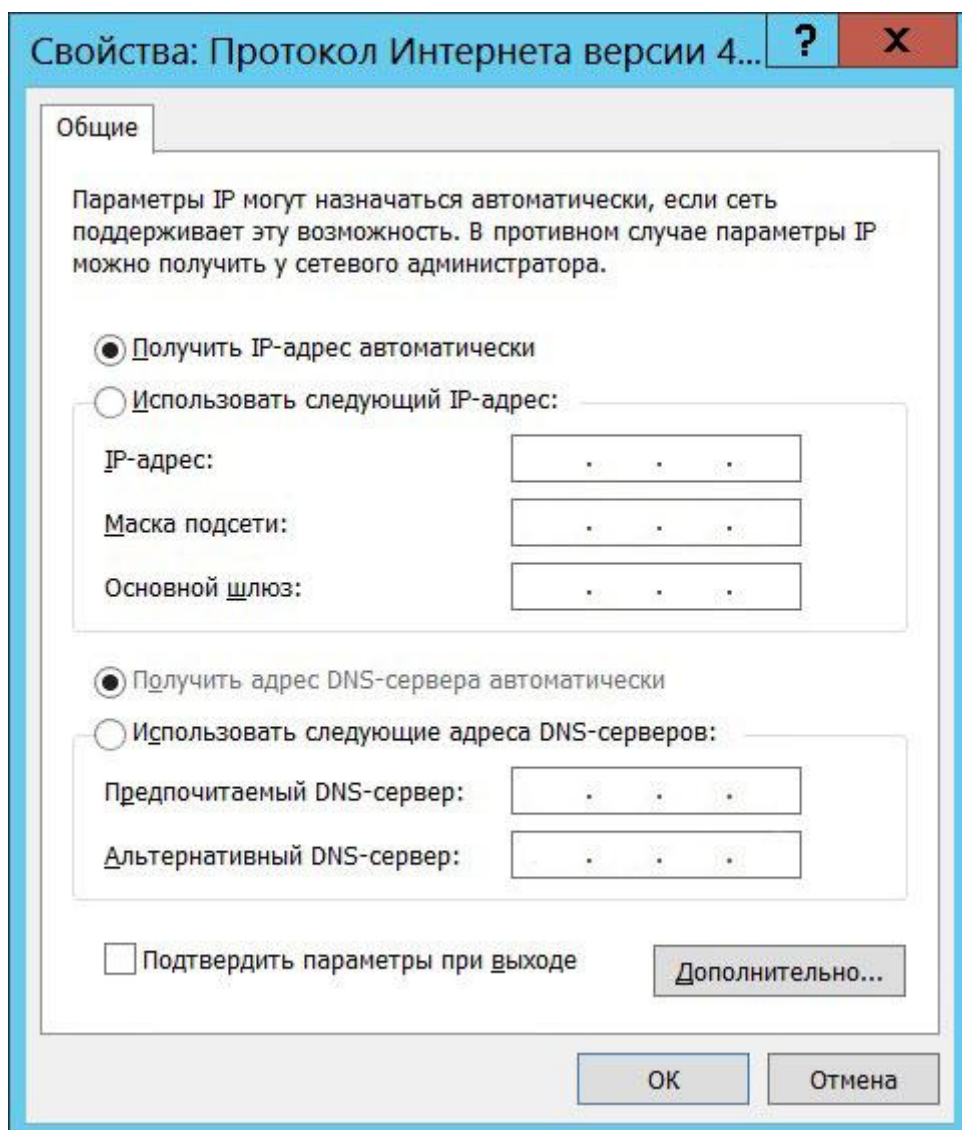 Свойства: Протокол Интернета версии 4...
?
X
Общие
Параметры IP могут назначаться автоматически, если сеть
поддерживает эту возможность. В противном случае параметры IP
можно получить у сетевого администратора.
Получить IP-адрес автоматически
Использовать следующий IP-адрес:
IP-адрес: . . .
Маска подсети: . . .
Основной шлюз: . . .
Получить адрес DNS-сервера автоматически
Использовать следующие адреса DNS-серверов:
Предпочитаемый DNS-сервер: . . .
Альтернативный DNS-сервер: . . .
Подтвердить параметры при выходе
Дополнительно...
ОК
Отмена